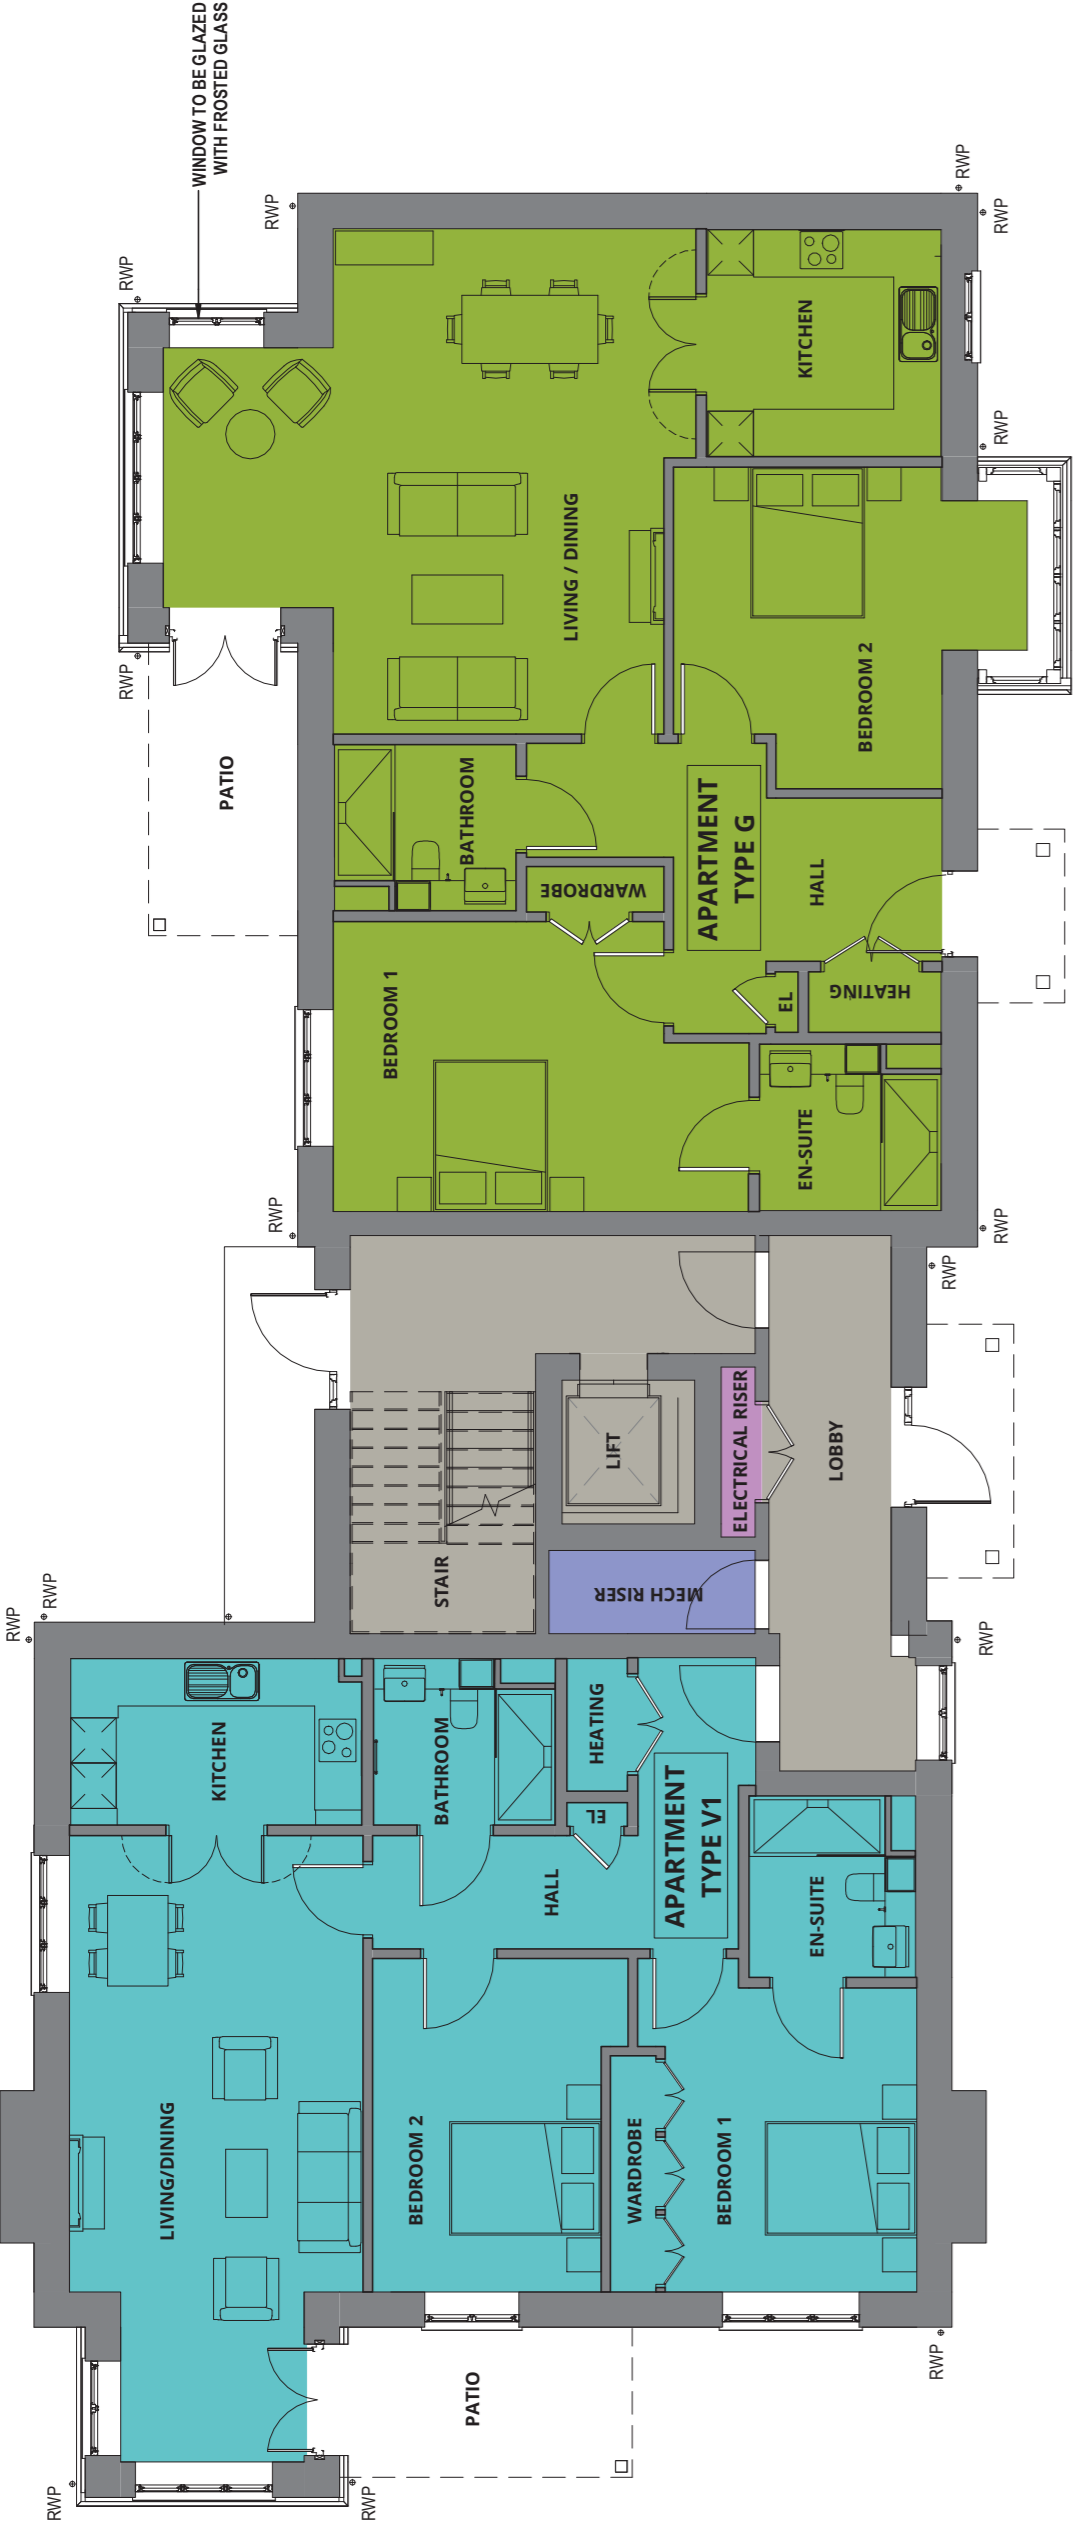 WINDOW TO BE GLAZED
WITH FROSTED GLASS
RWP
RWP
RWP
RWP
RWP
KITCHEN
LIVING / DINING
RWP
BEDROOM 2
PATIO
BATHROOM
WARDROBE
APARTMENT
TYPE G
HALL
BEDROOM 1
EL
HEATING
EN-SUITE
RWP
RWP
RWP
LIFT
ELECTRICAL RISER
LOBBY
STAIR
MECH RISER
RWP
RWP
RWP
KITCHEN
BATHROOM
HEATING
EL
HALL
APARTMENT
TYPE V1
EN-SUITE
LIVING/DINING
BEDROOM 2
WARDROBE
BEDROOM 1
PATIO
RWP
RWP
RWP